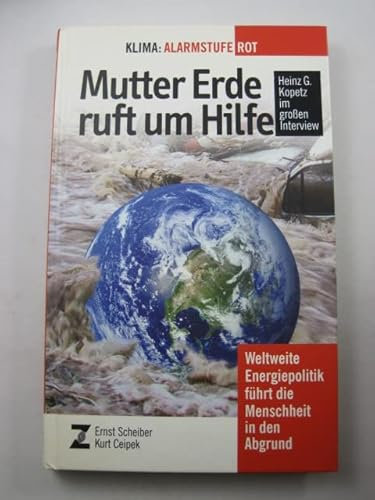 KLIMA: ALARMSTUFE ROT
Mutter Erde
ruft um Hilfe
Heinz G.
Kopetz
im
großen
Interview
Weltweite
Energiepolitik
führt die
Menschheit
in den
Abgrund
Ernst Scheiber
Kurt Ceipek